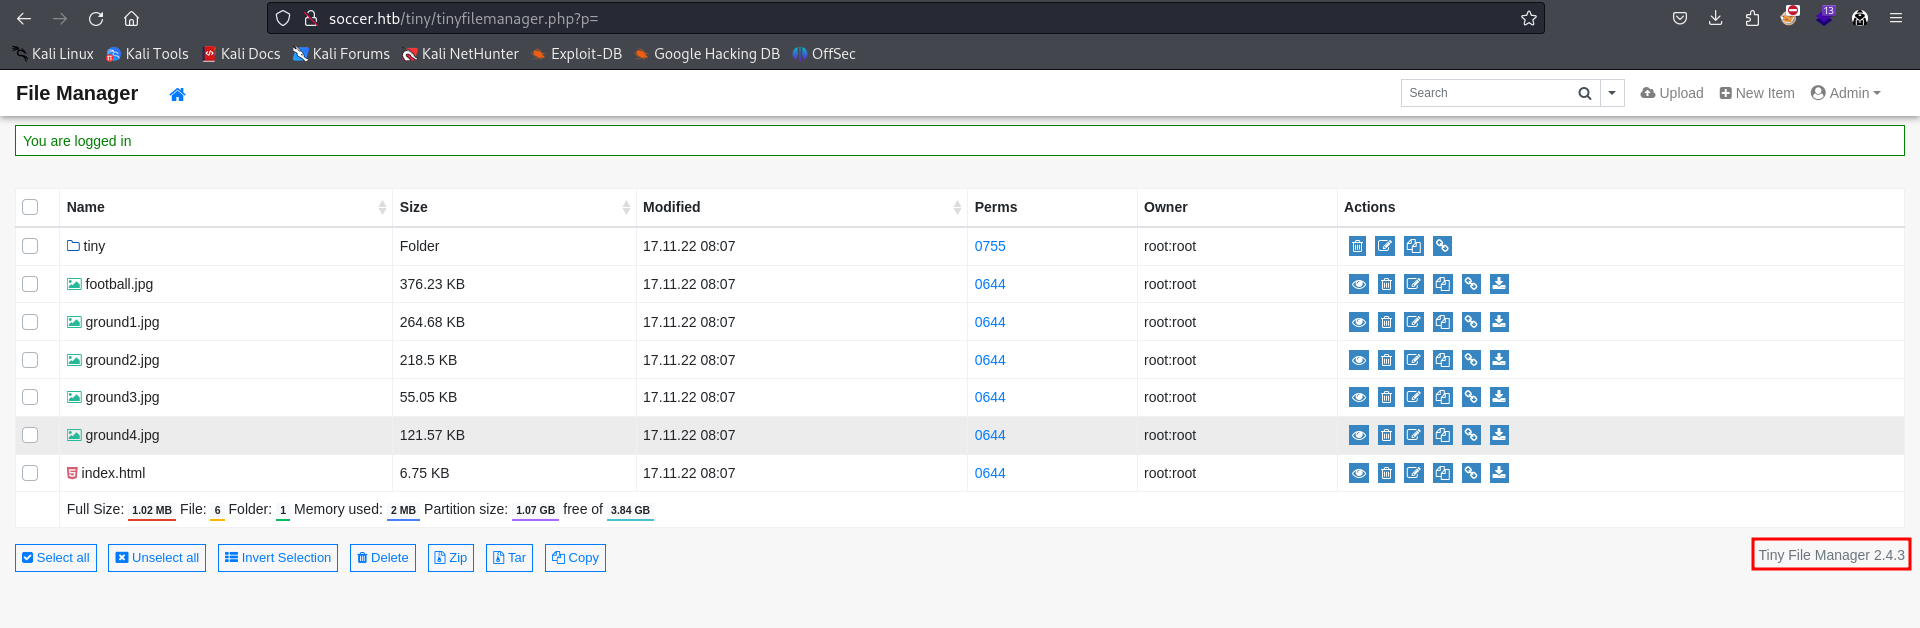 soccer.htb/tiny/tinyfilemanager.php?p=
13
Kali Linux Kali Tools Kali Docs Kali Forums Kali NetHunter Exploit-DB Google Hacking DB OffSec
File Manager Search Upload New Item Admin
You are logged in
Name Size Modified Perms Owner Actions
tiny Folder 17.11.22 08:07 0755 root:root
football.jpg 376.23 KB 17.11.22 08:07 0644 root:root
ground1.jpg 264.68 KB 17.11.22 08:07 0644 root:root
ground2.jpg 218.5 KB 17.11.22 08:07 0644 root:root
ground3.jpg 55.05 KB 17.11.22 08:07 0644 root:root
ground4.jpg 121.57 KB 17.11.22 08:07 0644 root:root
index.html 6.75 KB 17.11.22 08:07 0644 root:root
Full Size: 1.02 MB File: 6 Folder: 1 Memory used: 2 MB Partition size: 1.07 GB free of 3.84 GB
Select all Unselect all Invert Selection Delete Zip Tar Copy Tiny File Manager 2.4.3